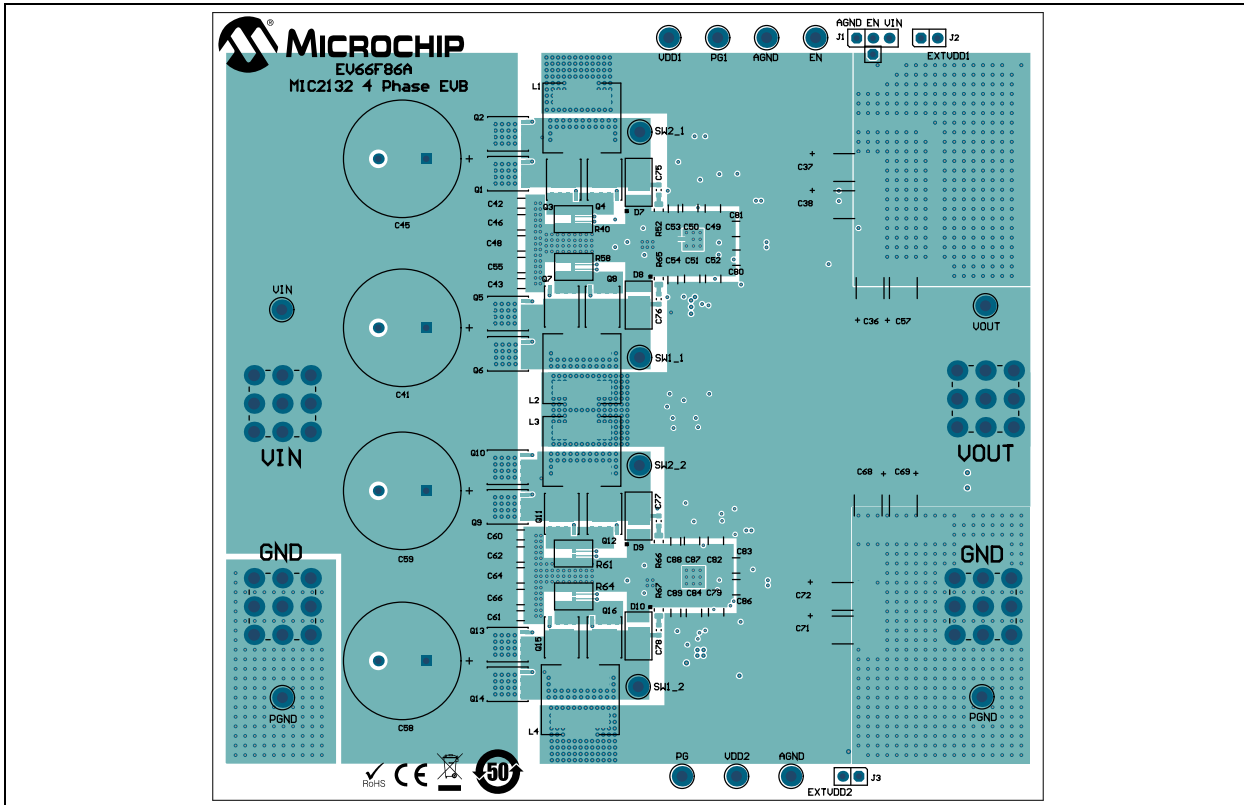 MICROCHIP
®
EV66F86A
MIC2132 4 Phase EVB
VDD1 PG1 AGND EN
AGND EN VIN
J1
J2
EXTVDD1
L1
Q2
SW2_1
+
C45
Q1
C42
C46
C48
C55
C43
Q3 Q4
R40
D7
C75
R52
C53 C50 C49
C81
R65
C54 C51 C52
C80
R58
Q7 Q8
D8
C76
+
C37
+
C38
VIN
Q5
+
C41
Q6
SW1_1
L2
+ C36 + C57
VOUT
VIN
VOUT
L3
Q10
SW2_2
+
C59
Q9
C60
C62
C64
C66
C61
Q11
Q12
C77
D9
R61
R66
C88 C87 C82
C83
R64
R67
C89 C84 C79
C86
Q16
D10
Q15
C78
C68 + C69 +
+
C72
+
C71
GND
GND
Q13
+
C58
Q14
SW1_2
L4
PGND
PGND
RoHS
CE
50
PG VDD2 AGND
J3
EXTVDD2